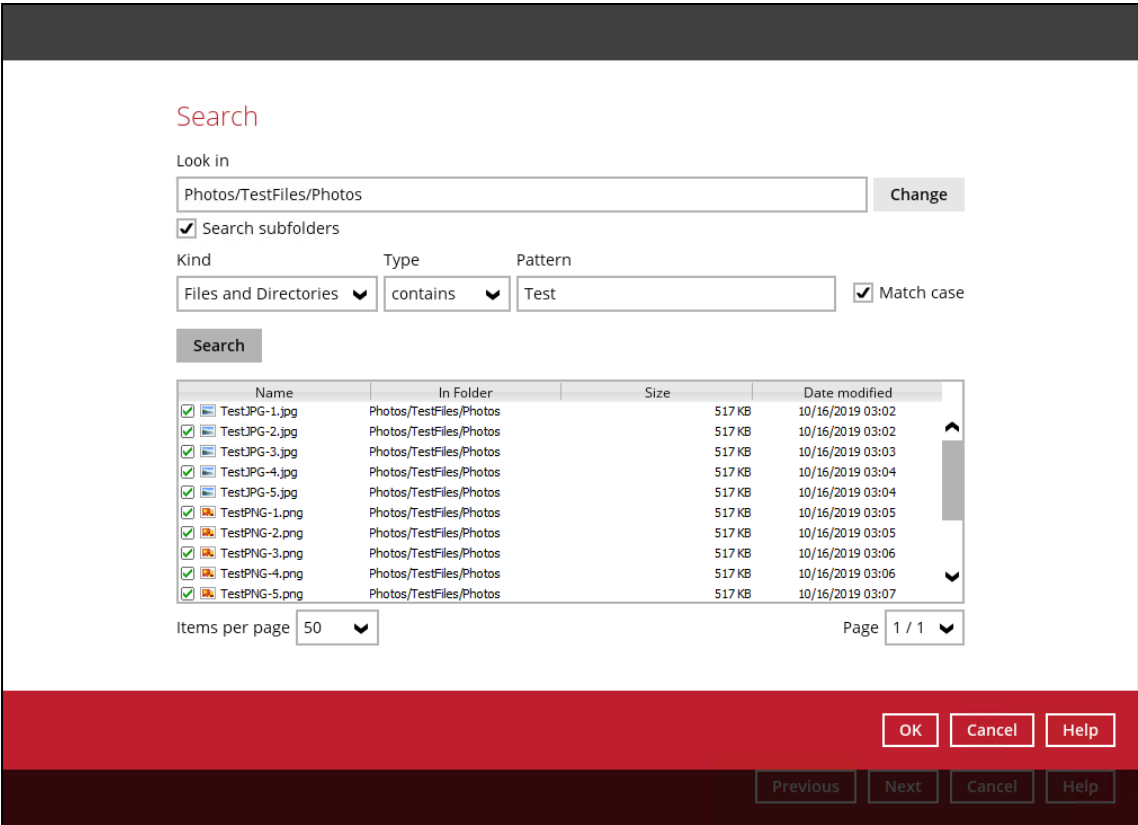 Search
Look in
Photos/TestFiles/Photos Change
Search subfolders
Kind Type Pattern
Files and Directories contains Test Match case
Search
Name In Folder Size Date modified
TestJPG-1.jpg Photos/TestFiles/Photos 517 KB 10/16/2019 03:02
TestJPG-2.jpg Photos/TestFiles/Photos 517 KB 10/16/2019 03:02
TestJPG-3.jpg Photos/TestFiles/Photos 517 KB 10/16/2019 03:03
TestJPG-4.jpg Photos/TestFiles/Photos 517 KB 10/16/2019 03:04
TestJPG-5.jpg Photos/TestFiles/Photos 517 KB 10/16/2019 03:04
TestPNG-1.png Photos/TestFiles/Photos 517 KB 10/16/2019 03:05
TestPNG-2.png Photos/TestFiles/Photos 517 KB 10/16/2019 03:05
TestPNG-3.png Photos/TestFiles/Photos 517 KB 10/16/2019 03:06
TestPNG-4.png Photos/TestFiles/Photos 517 KB 10/16/2019 03:06
TestPNG-5.png Photos/TestFiles/Photos 517 KB 10/16/2019 03:07
Items per page 50 Page 1 / 1
OK Cancel Help
Previous Next Cancel Help